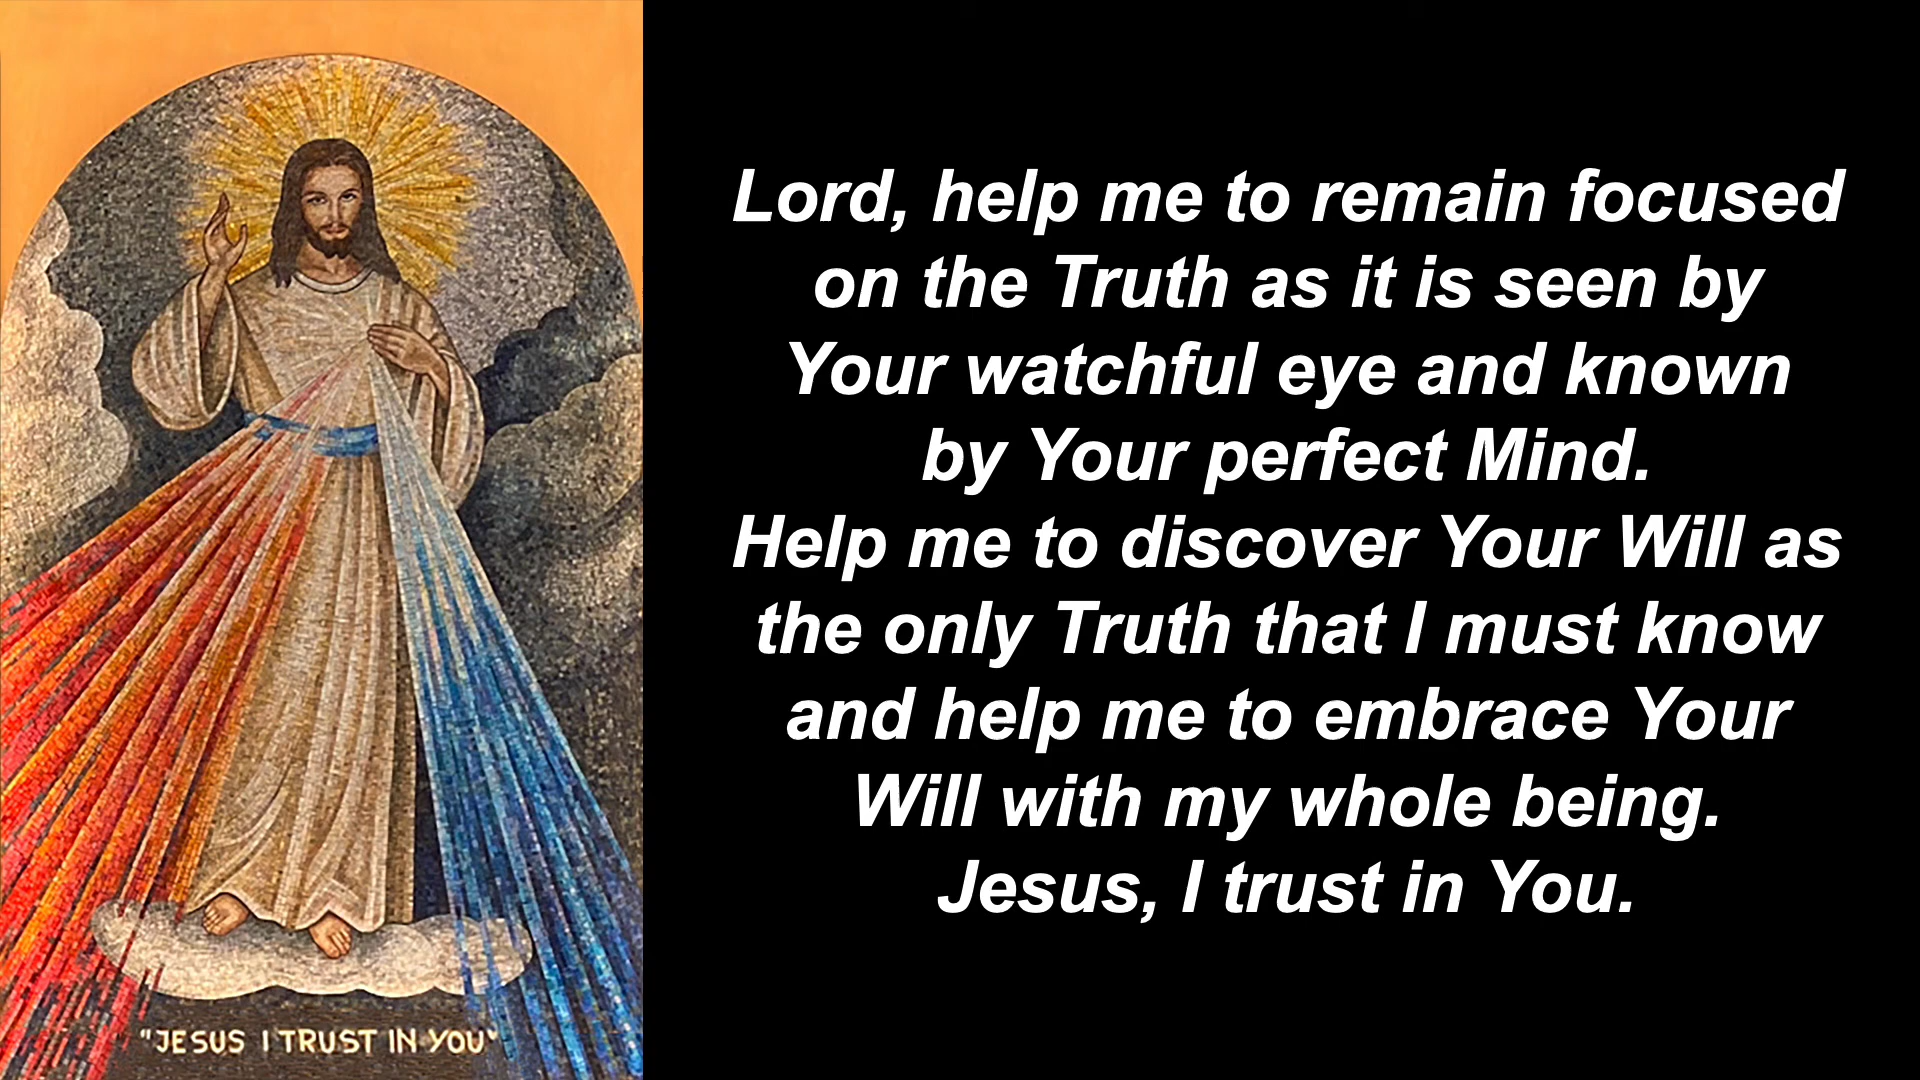 Lord, help me to remain focused
on the Truth as it is seen by
Your watchful eye and known
by Your perfect Mind.
Help me to discover Your Will as
the only Truth that I must know
and help me to embrace Your
Will with my whole being.
Jesus, I trust in You.
"JESUS I TRUST IN YOU"